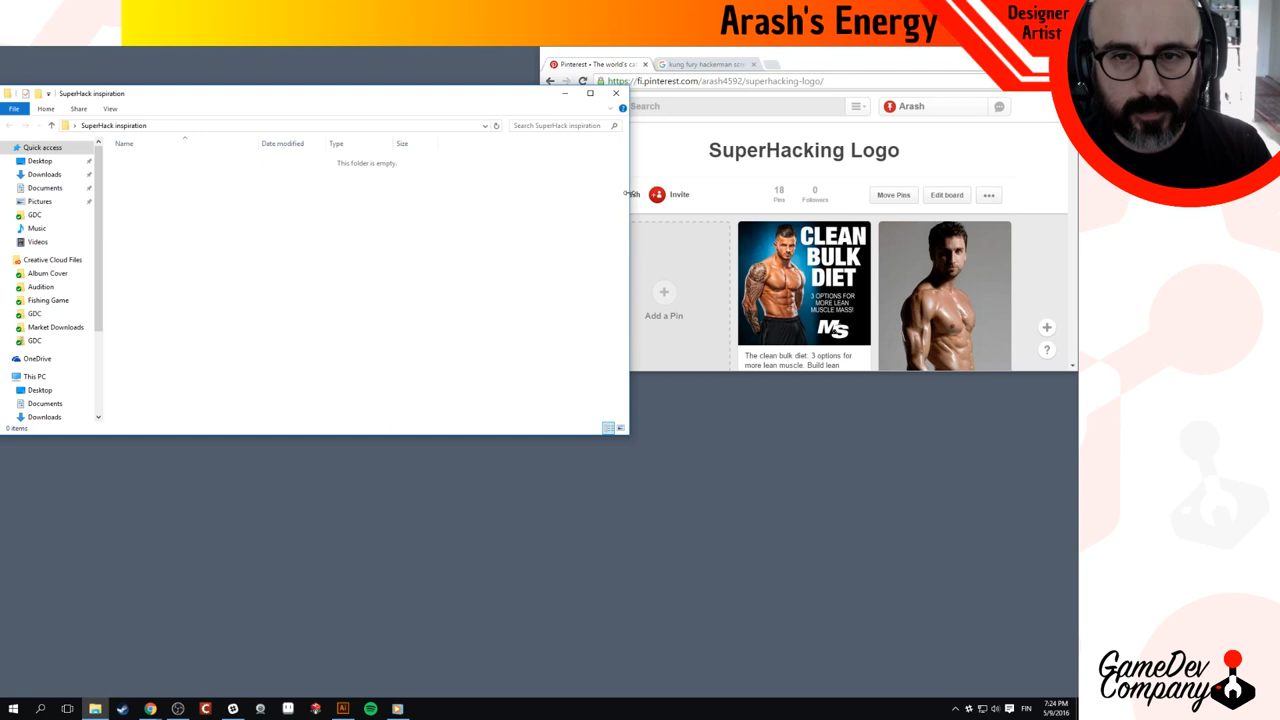 Arash's Energy
Designer
Artist
Pinterest • The world's ca
kung fury hackerman sce
https://fi.pinterest.com/arash4592/superhacking-logo/
SuperHack inspiration
File
Home
Share
View
SuperHack inspiration
Search SuperHack inspiration
Name
Date modified
Type
Size
This folder is empty.
Quick access
Desktop
Downloads
Documents
Pictures
GDC
Music
Videos
Creative Cloud Files
Album Cover
Audition
Fishing Game
GDC
Market Downloads
GDC
OneDrive
This PC
Desktop
Documents
Downloads
0 items
Search
Arash
SuperHacking Logo
Invite
18
Pins
0
Followers
Move Pins
Edit board
Add a Pin
CLEAN
BULK
DIET
3 OPTIONS FOR
MORE LEAN
MUSCLE MASS!
MS
The clean bulk diet: 3 options for
more lean muscle. Build lean
GameDev
Company
FIN
7:24 PM
5/9/2016